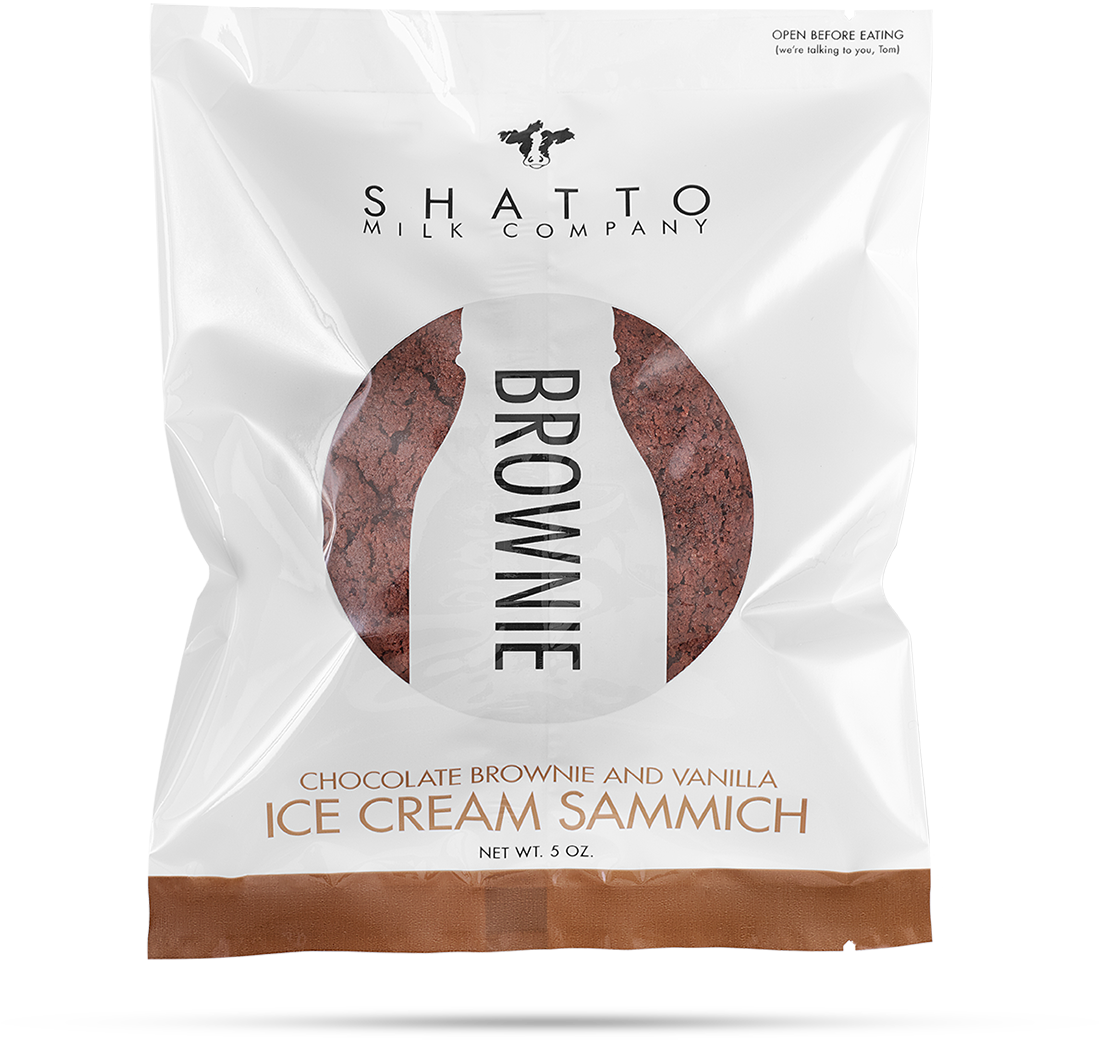 OPEN BEFORE EATING
(we're talking to you, Tom)
SHATTO
MILK COMPANY
BROWNIE
CHOCOLATE BROWNIE AND VANILLA
ICE CREAM SAMMICH
NET WT. 5 OZ.